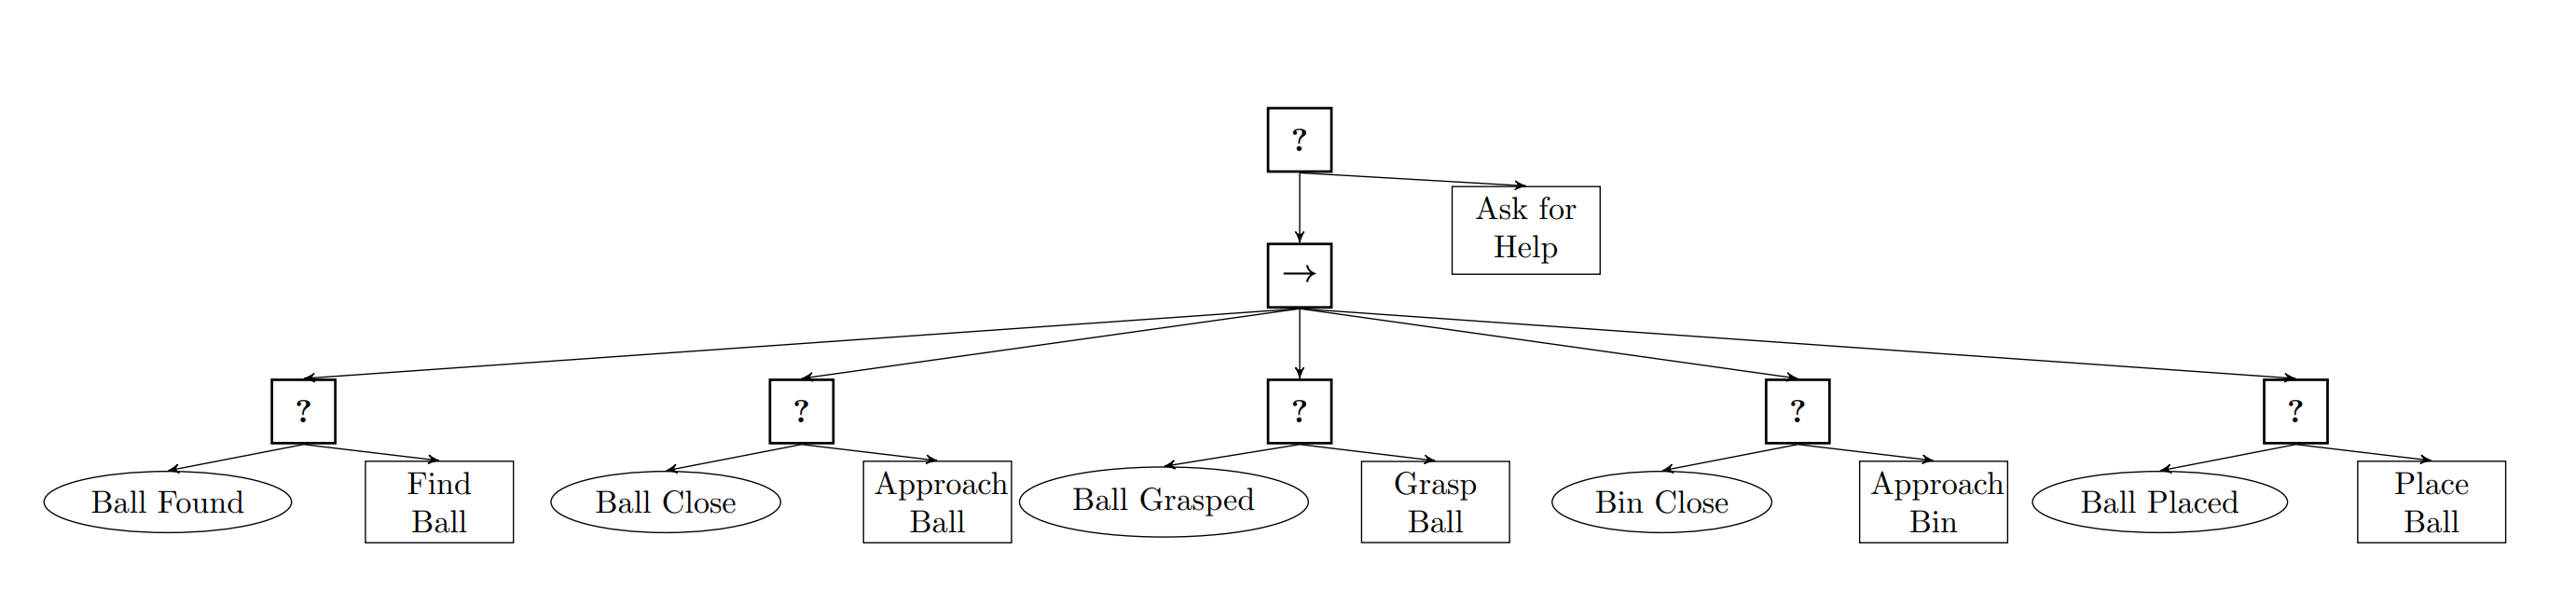 ?
Ask for
Help
→
? ? ? ? ?
Ball Found
Find
Ball
Ball Close
Approach
Ball
Ball Grasped
Grasp
Ball
Bin Close
Approach
Bin
Ball Placed
Place
Ball